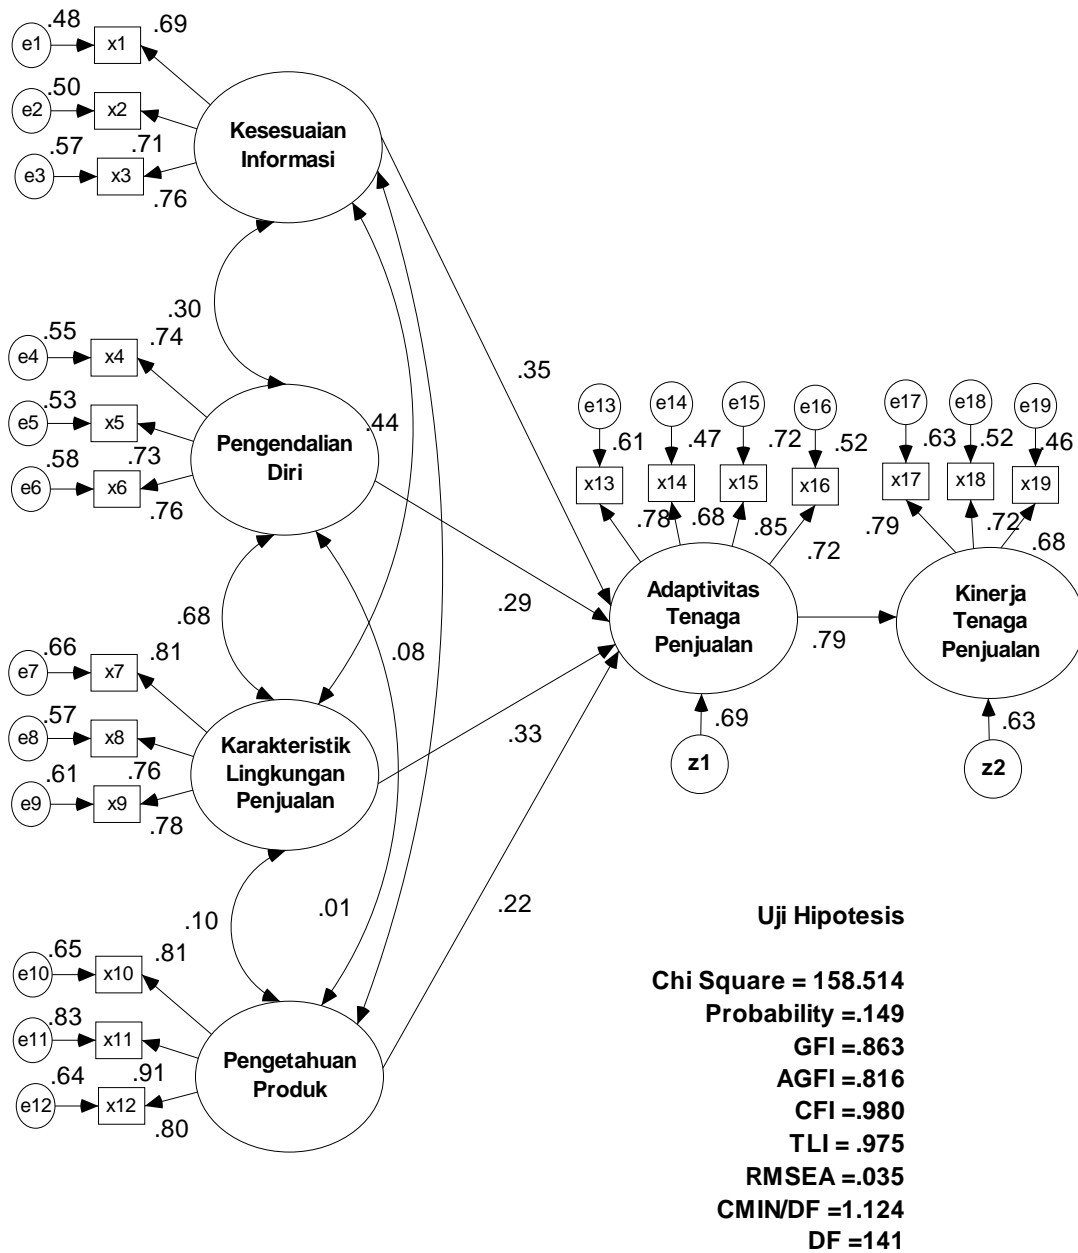 .48
.69
e1
x1
.50
e2
x2
.57
.71
e3
x3
.76
Kesesuaian
Informasi
.30
.55
.74
e4
x4
.53
e5
x5
.58
.73
e6
x6
.76
Pengendalian
Diri
.44
.35
.68
.29
.08
.66
.81
e7
x7
.57
e8
x8
.61
.76
e9
x9
.78
Karakteristik
Lingkungan
Penjualan
.33
.10
.01
.22
.65
.81
e10
x10
.83
e11
x11
.64
.91
e12
x12
.80
Pengetahuan
Produk
e13
e14
e15
e16
.61
.47
.72
.52
x13
x14
x15
x16
.78
.68
.85
.72
Adaptivitas
Tenaga
Penjualan
.69
z1
.79
e17
e18
e19
.63
.52
.46
x17
x18
x19
.79
.72
.68
Kinerja
Tenaga
Penjualan
.63
z2
Uji Hipotesis
Chi Square = 158.514
Probability =.149
GFI =.863
AGFI =.816
CFI =.980
TLI = .975
RMSEA =.035
CMIN/DF =1.124
DF =141